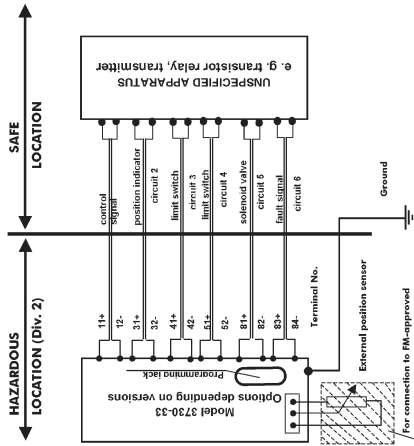 SAFE
LOCATION
UNSPECIFIED APPARATUS
e. g. transistor relay, transmitter
control
signal
position indicator
circuit 2
limit switch
circuit 3
limit switch
circuit 4
solenoid valve
circuit 5
fault signal
circuit 6
Ground
HAZARDOUS
LOCATION (Div. 2)
11+
12-
31+
32-
41+
42-
51+
52-
81+
82-
83+
84-
Terminal No.
Programming jack
Model 3730-33
Options depending on versions
External position sensor
For connection to FM-approved